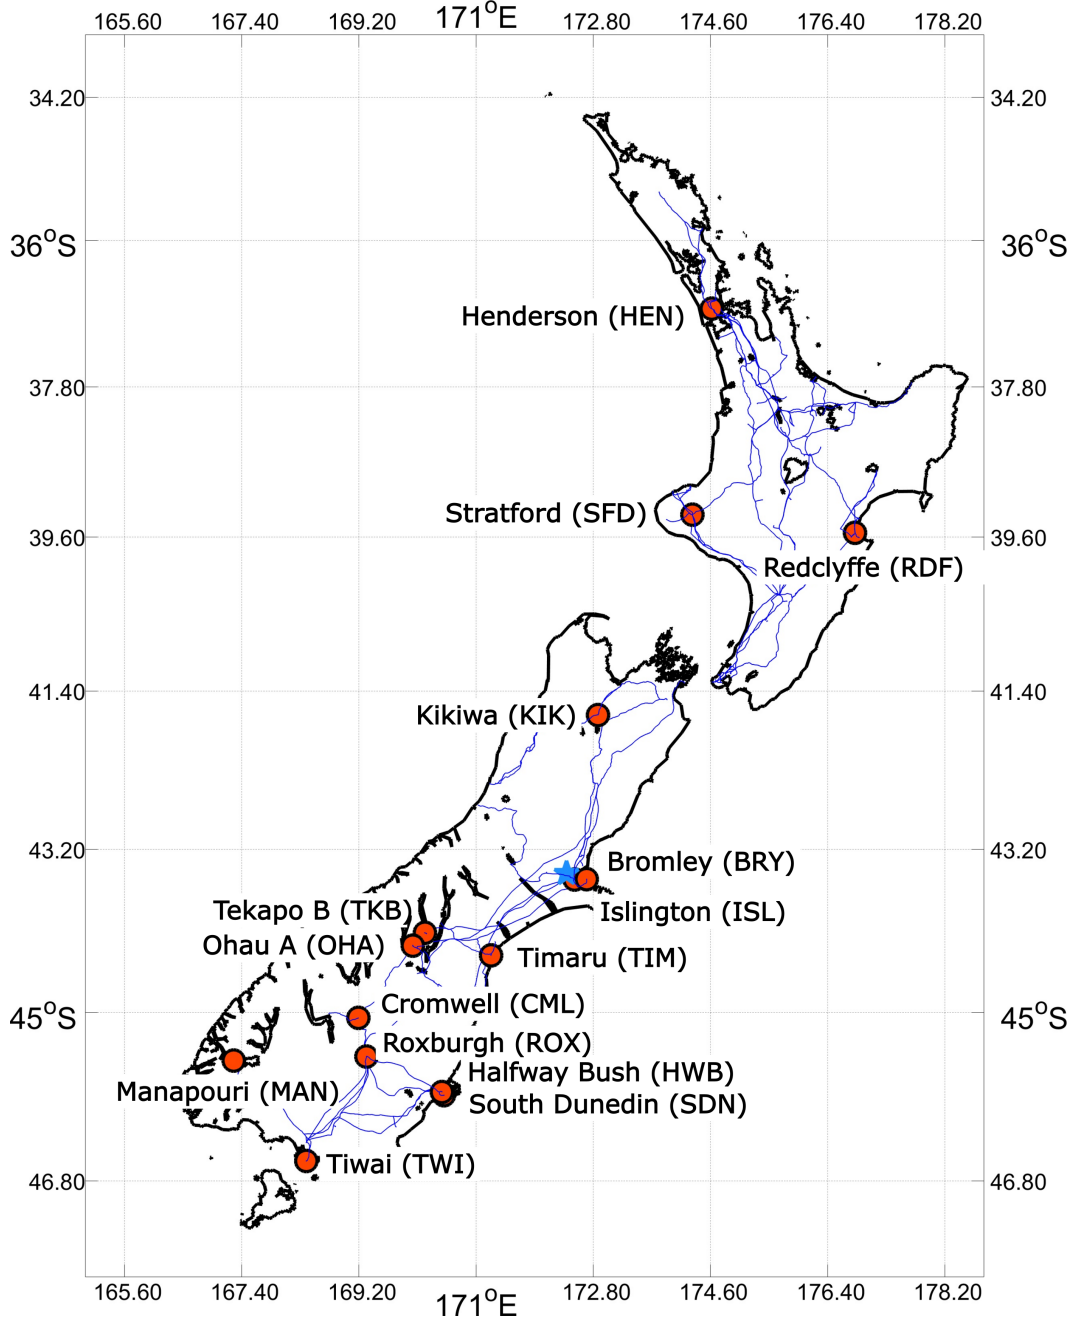 165.60 167.40 169.20 171°E 172.80 174.60 176.40 178.20
34.20 34.20
36°S 36°S
Henderson (HEN)
37.80 37.80
Stratford (SFD)
39.60 39.60
Redclyffe (RDF)
41.40 41.40
Kikiwa (KIK)
43.20 43.20
Bromley (BRY)
Tekapo B (TKB)
Islington (ISL)
Ohau A (OHA)
Timaru (TIM)
Cromwell (CML)
45°S 45°S
Roxburgh (ROX)
Halfway Bush (HWB)
Manapouri (MAN)
South Dunedin (SDN)
Tiwai (TWI)
46.80 46.80
165.60 167.40 169.20 171°E 172.80 174.60 176.40 178.20